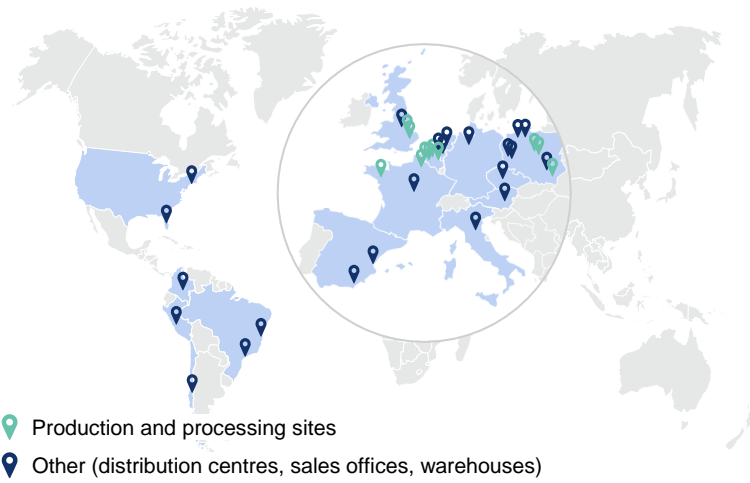 Production and processing sites
Other (distribution centres, sales offices, warehouses)